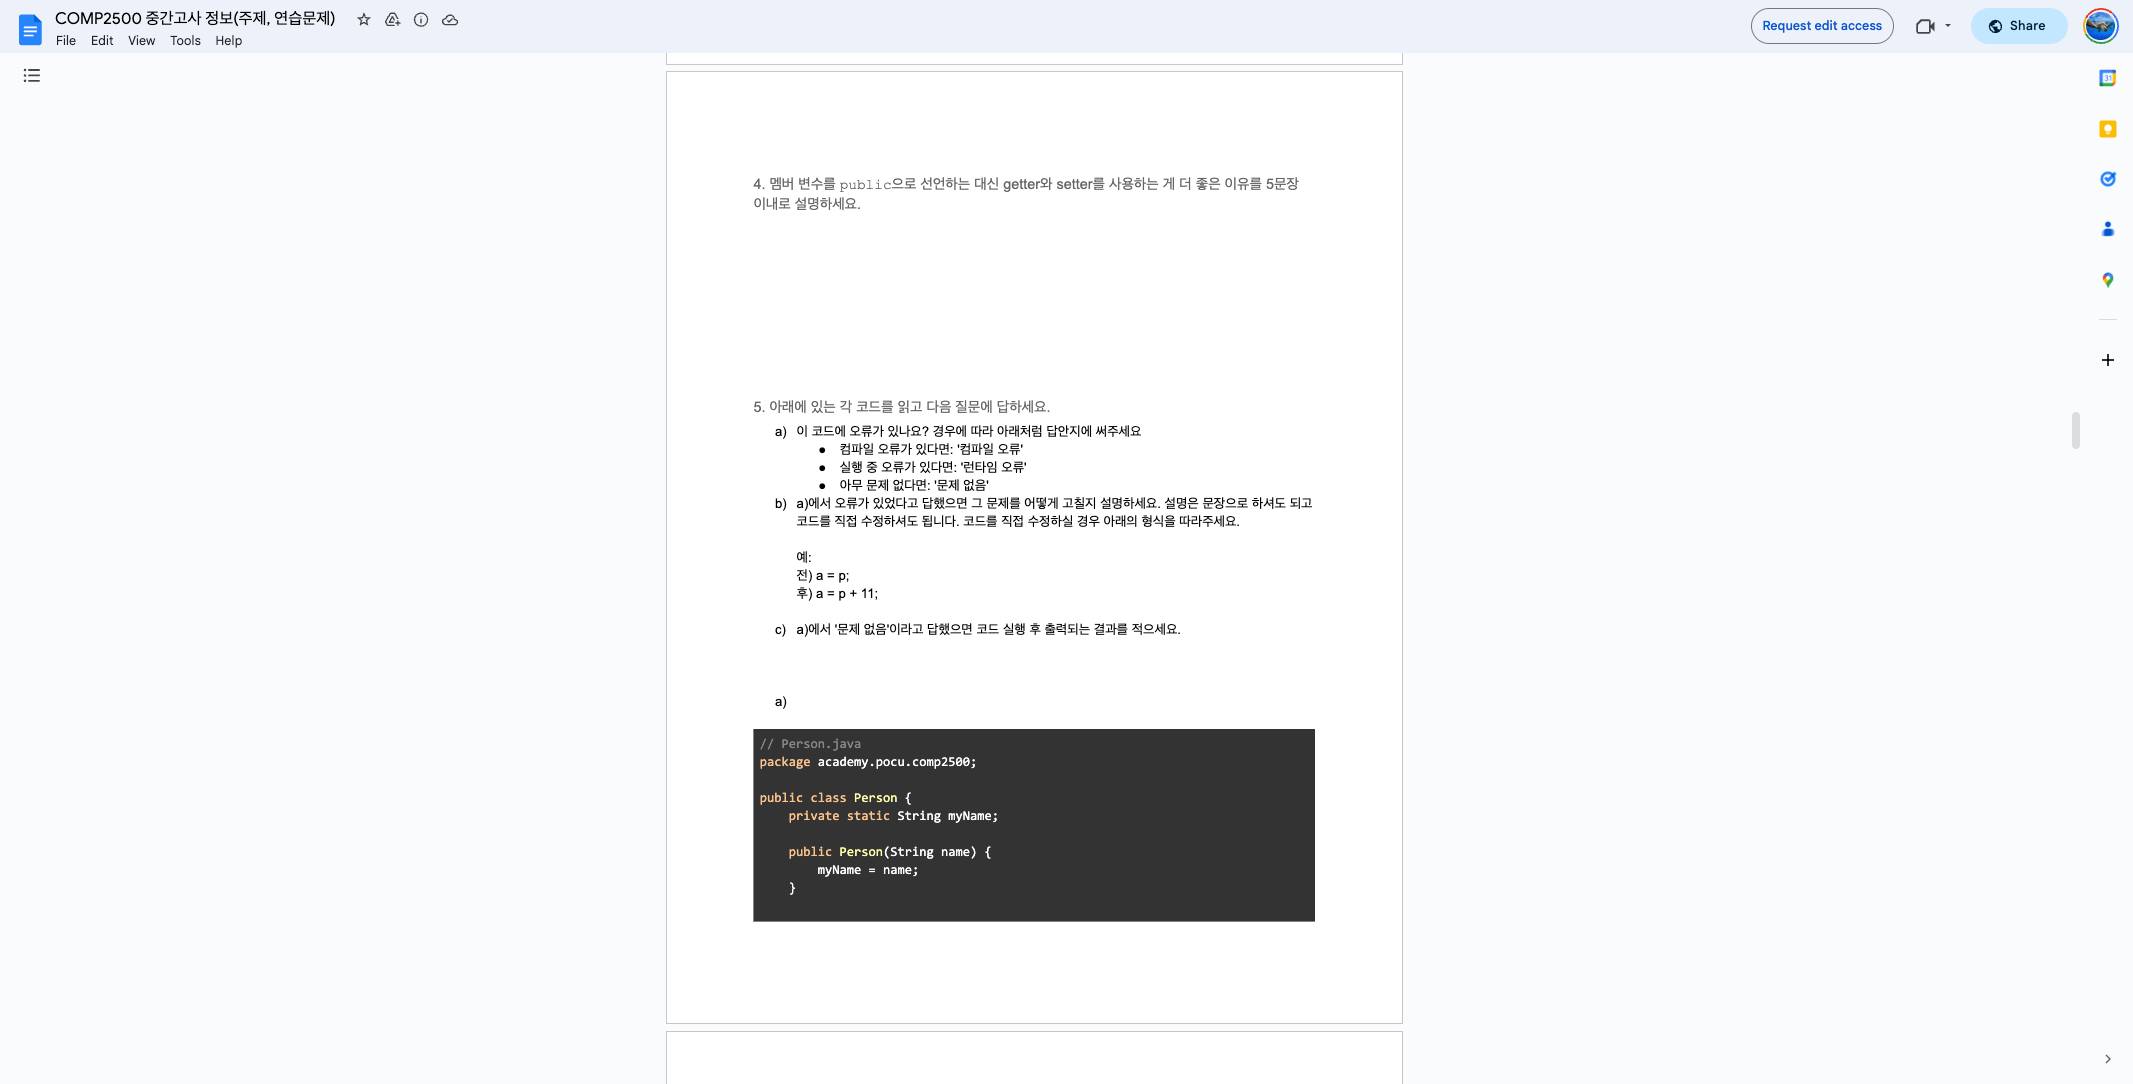 COMP2500 중간고사 정보(주제, 연습문제)
File Edit View Tools Help
Request edit access
Share
31
4. 멤버 변수를 public으로 선언하는 대신 getter와 setter를 사용하는 게 더 좋은 이유를 5문장
이내로 설명하세요.
5. 아래에 있는 각 코드를 읽고 다음 질문에 답하세요.
a) 이 코드에 오류가 있나요? 경우에 따라 아래처럼 답안지에 써주세요
● 컴파일 오류가 있다면: '컴파일 오류'
● 실행 중 오류가 있다면: '런타임 오류'
● 아무 문제 없다면: '문제 없음'
b) a)에서 오류가 있었다고 답했으면 그 문제를 어떻게 고칠지 설명하세요. 설명은 문장으로 하셔도 되고
코드를 직접 수정하셔도 됩니다. 코드를 직접 수정하실 경우 아래의 형식을 따라주세요.
예:
전) a = p;
후) a = p + 11;
c) a)에서 '문제 없음'이라고 답했으면 코드 실행 후 출력되는 결과를 적으세요.
a)
// Person.java
package academy.pocu.comp2500;
public class Person {
private static String myName;
public Person(String name) {
myName = name;
}